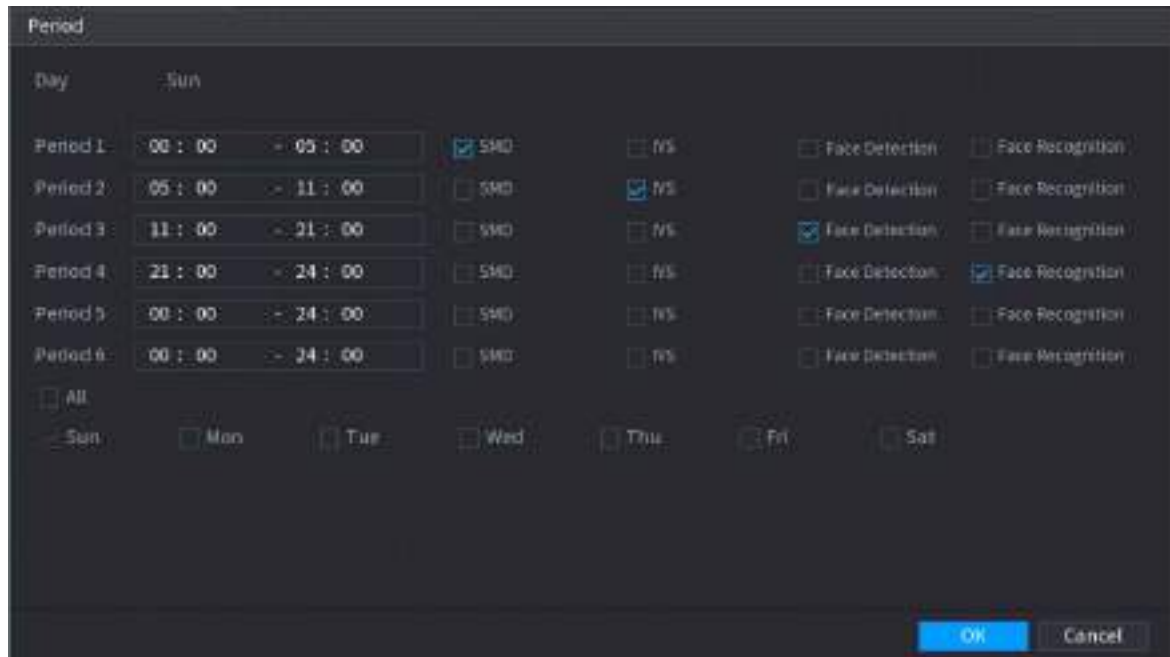 Period
Day Sun
Period 1 00 : 00 - 05 : 00 SMD IVS Face Detection Face Recognition
Period 2 05 : 00 - 11 : 00 SMD IVS Face Detection Face Recognition
Period 3 11 : 00 - 21 : 00 SMD IVS Face Detection Face Recognition
Period 4 21 : 00 - 24 : 00 SMD IVS Face Detection Face Recognition
Period 5 00 : 00 - 24 : 00 SMD IVS Face Detection Face Recognition
Period 6 00 : 00 - 24 : 00 SMD IVS Face Detection Face Recognition
All
Sun Mon Tue Wed Thu Fri Sat
OK Cancel